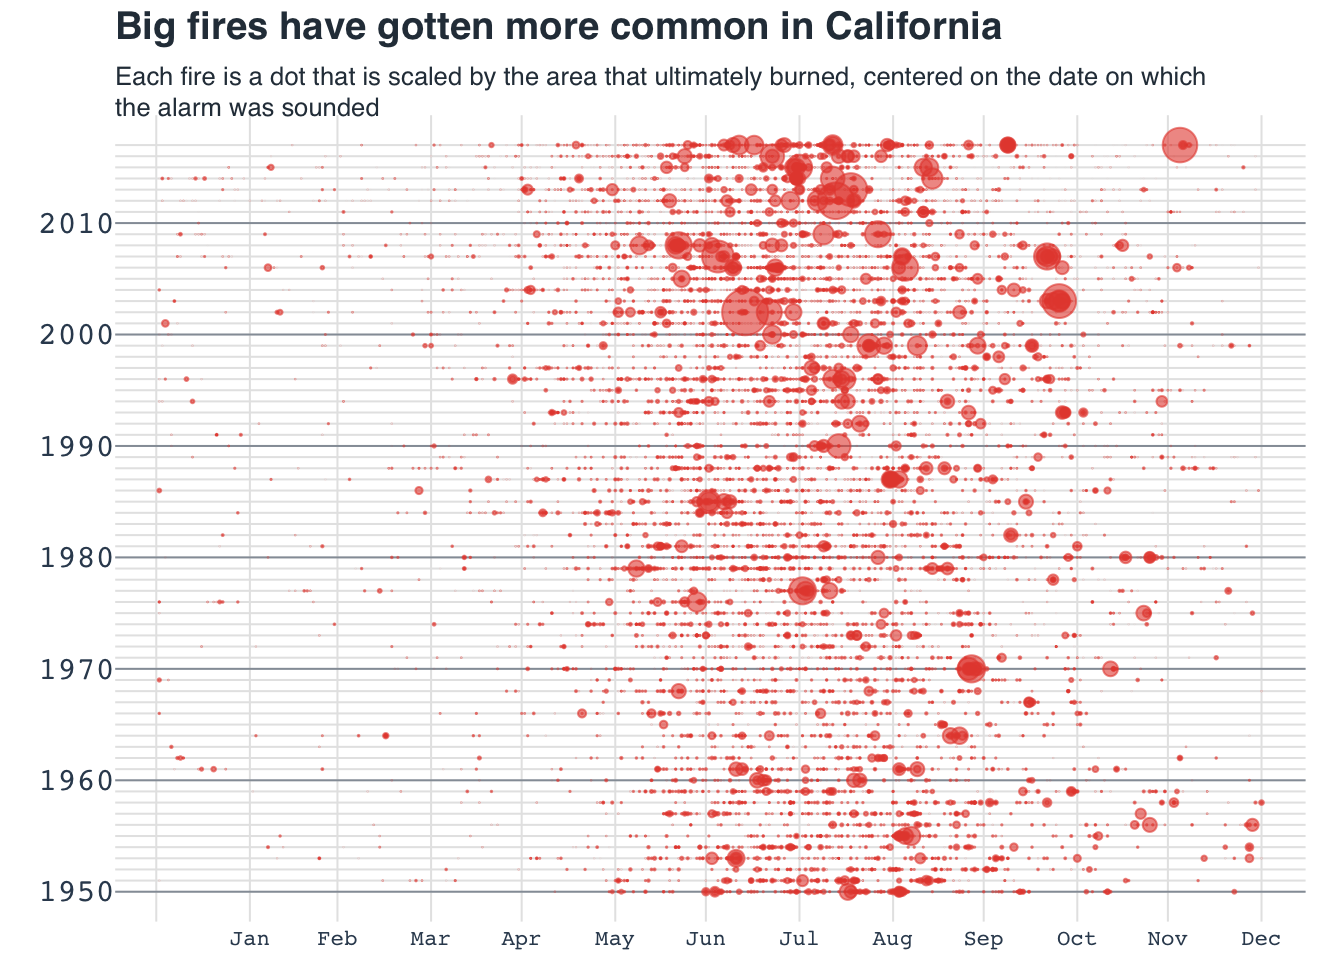 Big fires have gotten more common in California
Each fire is a dot that is scaled by the area that ultimately burned, centered on the date on which
the alarm was sounded
2010
2000
1990
1980
1970
1960
1950
Jan Feb Mar Apr May Jun Jul Aug Sep Oct Nov Dec